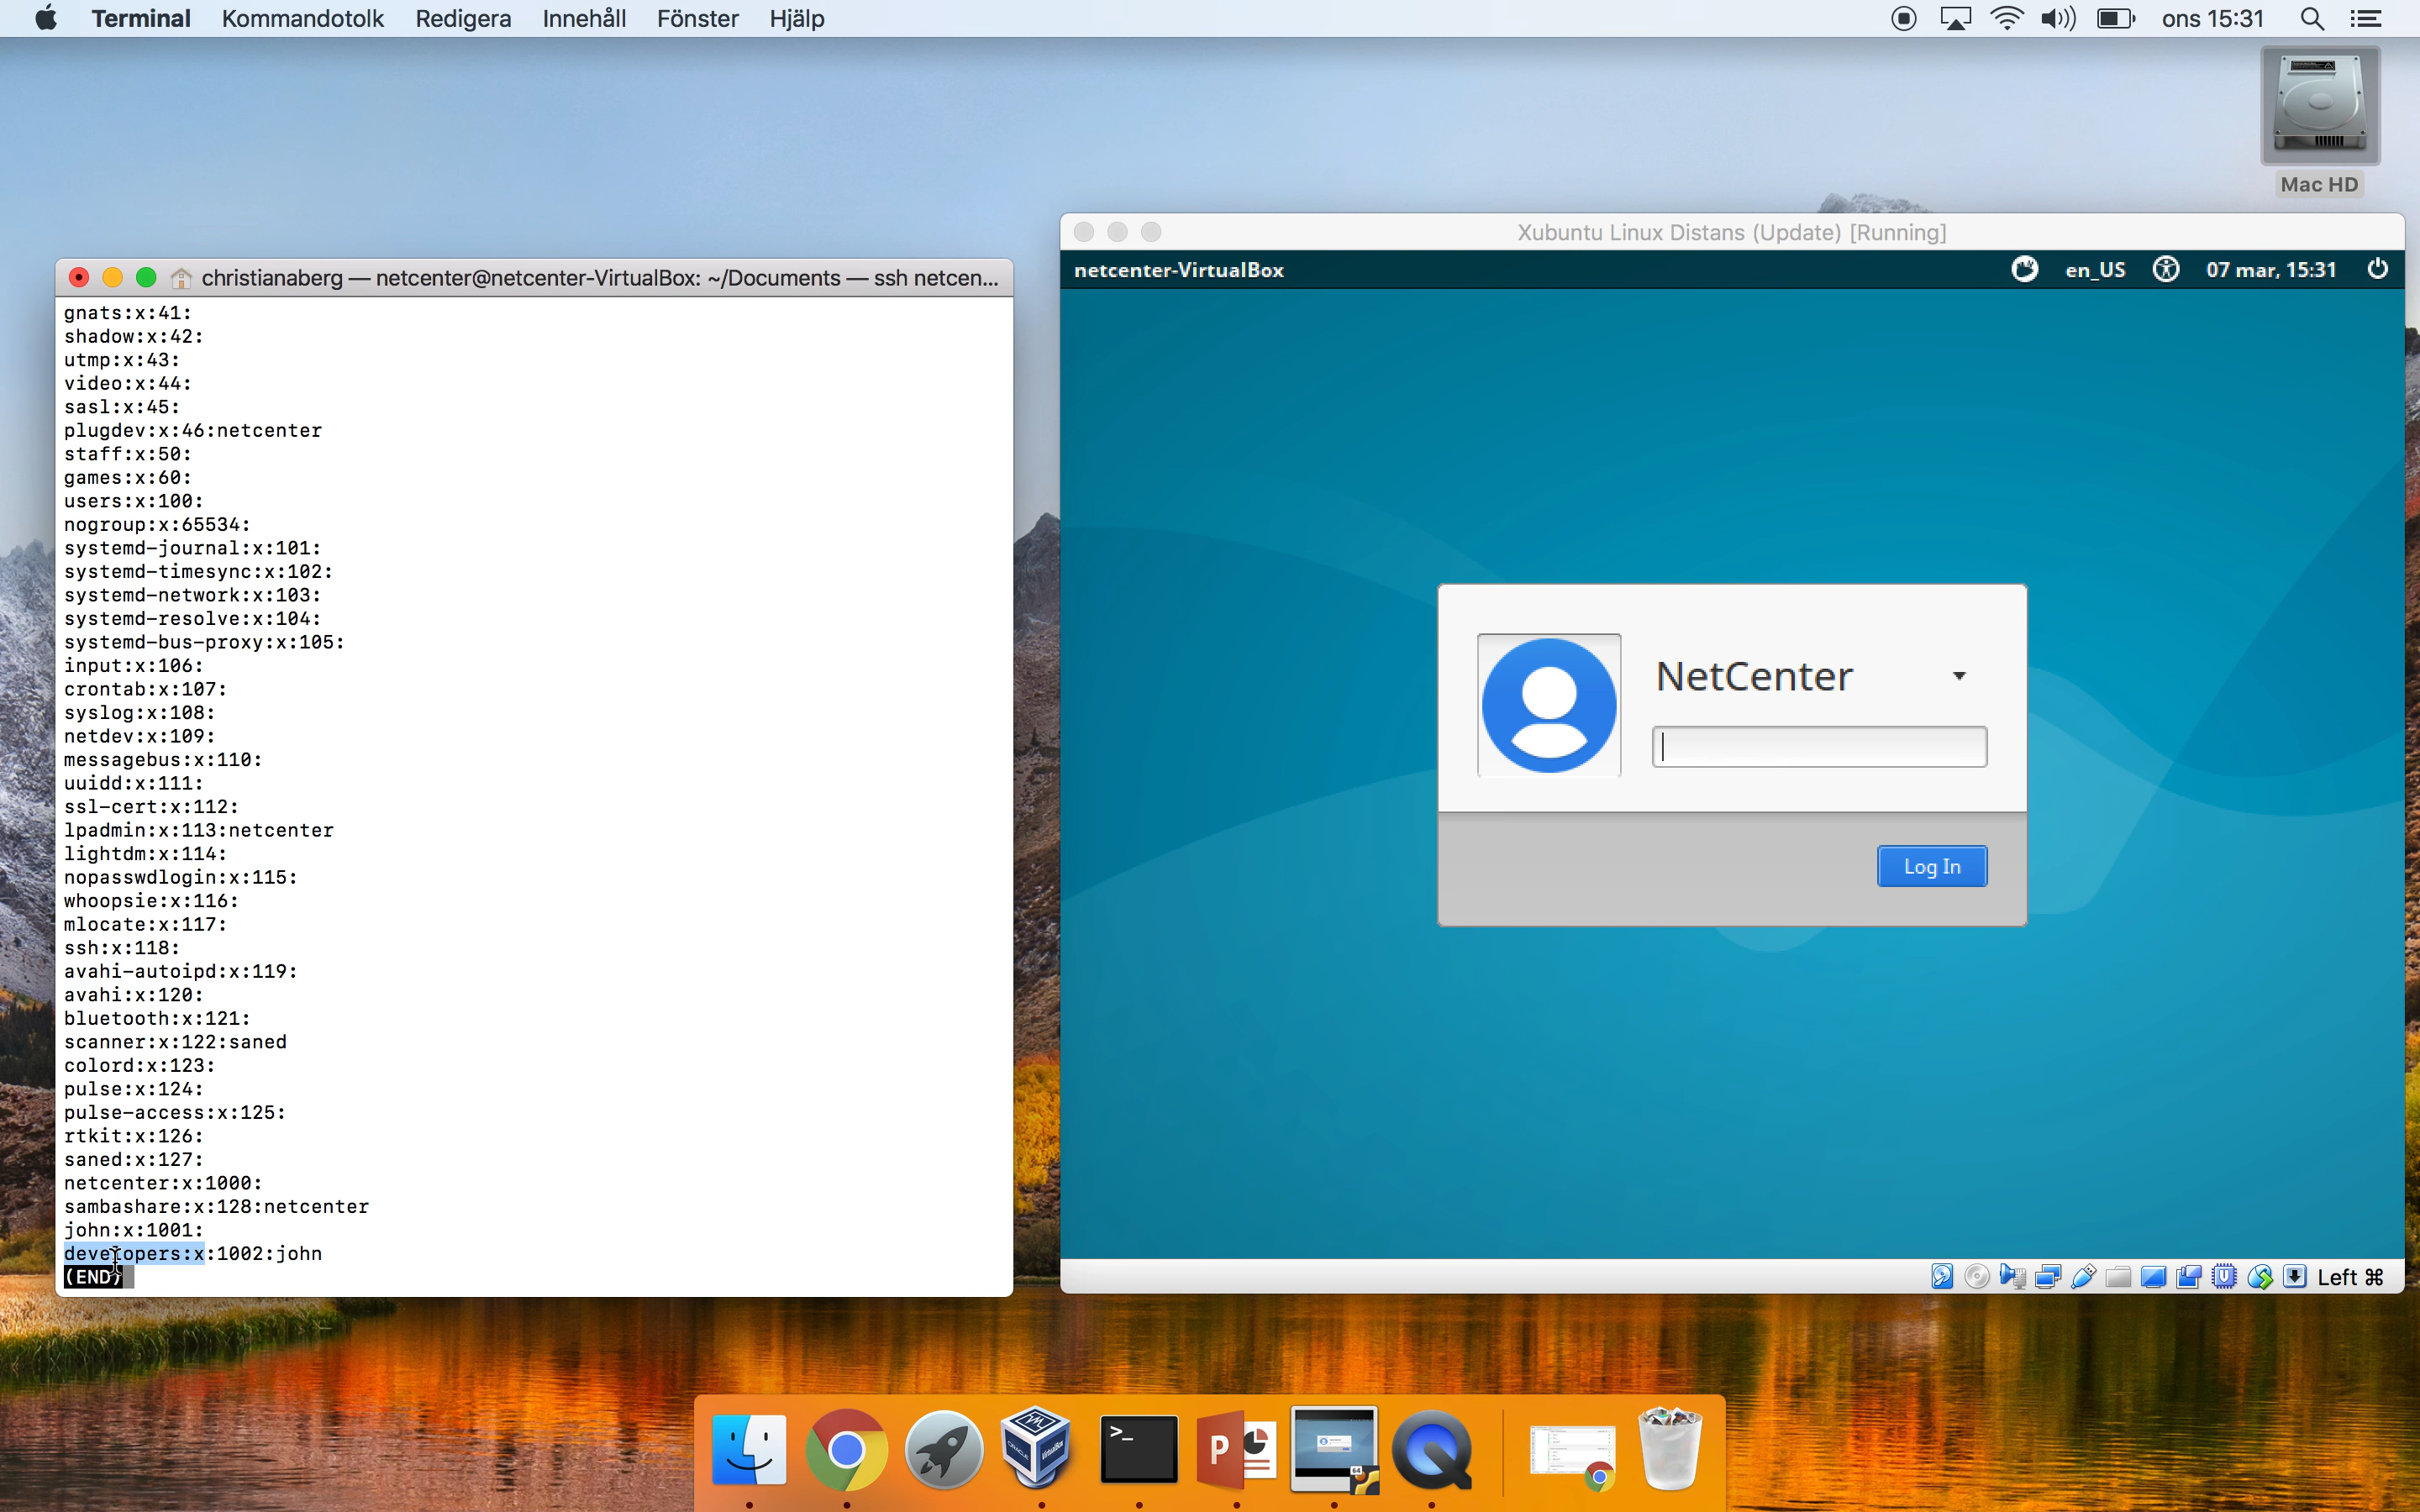 Terminal Kommandotolk Redigera Innehåll Fönster Hjälp
ons 15:31
Mac HD
christianaberg — netcenter@netcenter-VirtualBox: ~/Documents — ssh netcen...
gnats:x:41:
shadow:x:42:
utmp:x:43:
video:x:44:
sasl:x:45:
plugdev:x:46:netcenter
staff:x:50:
games:x:60:
users:x:100:
nogroup:x:65534:
systemd-journal:x:101:
systemd-timesync:x:102:
systemd-network:x:103:
systemd-resolve:x:104:
systemd-bus-proxy:x:105:
input:x:106:
crontab:x:107:
syslog:x:108:
netdev:x:109:
messagebus:x:110:
uuidd:x:111:
ssl-cert:x:112:
lpadmin:x:113:netcenter
lightdm:x:114:
nopasswdlogin:x:115:
whoopsie:x:116:
mlocate:x:117:
ssh:x:118:
avahi-autoipd:x:119:
avahi:x:120:
bluetooth:x:121:
scanner:x:122:saned
colord:x:123:
pulse:x:124:
pulse-access:x:125:
rtkit:x:126:
saned:x:127:
netcenter:x:1000:
sambashare:x:128:netcenter
john:x:1001:
developers:x:1002:john
(END)
Xubuntu Linux Distans (Update) [Running]
netcenter-VirtualBox
en_US
07 mar, 15:31
NetCenter
Log In
Left ⌘
>_
P
VirtualBox
64